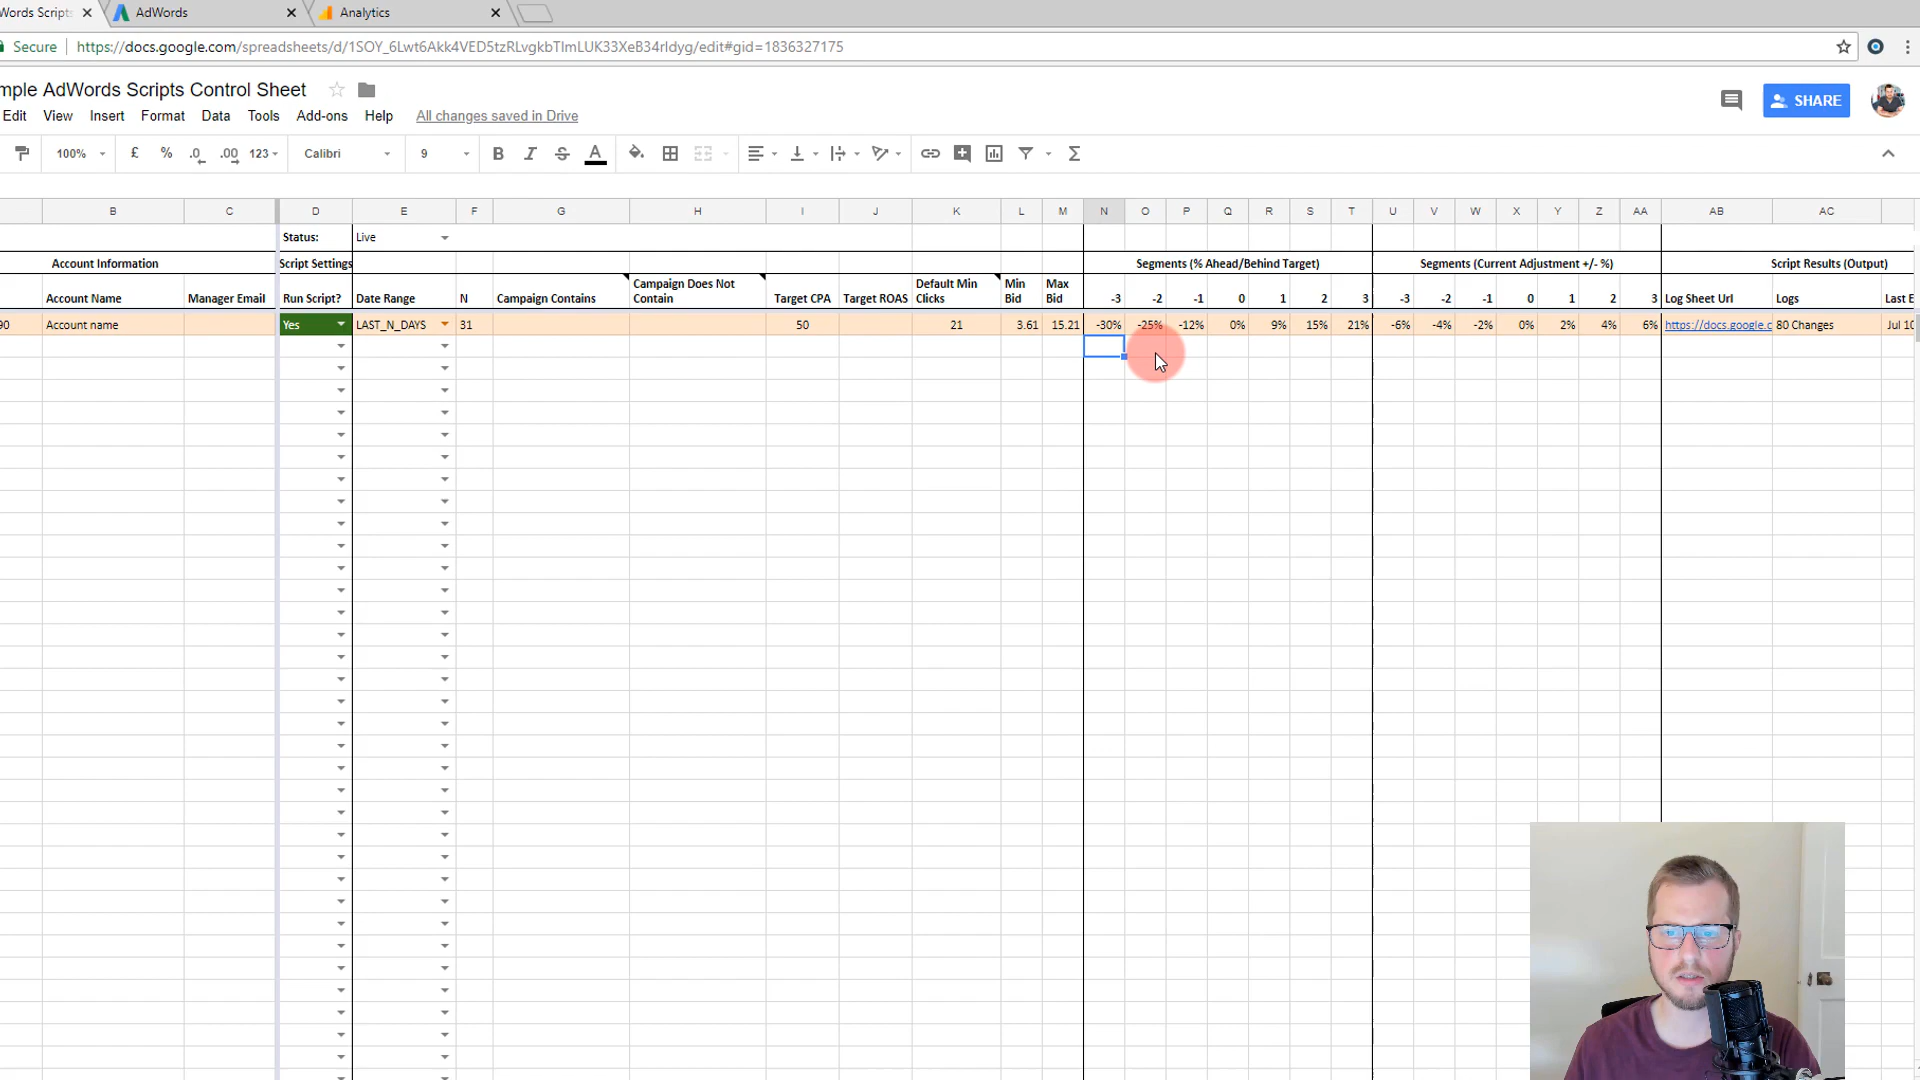 Words Scripts
AdWords
Analytics
Secure https://docs.google.com/spreadsheets/d/1SOY_6Lwt6Akk4VED5tzRLvgkbTImLUK33XeB34rIdyg/edit#gid=1836327175
mple AdWords Scripts Control Sheet
SHARE
Edit View Insert Format Data Tools Add-ons Help All changes saved in Drive
100% £ % .0 .00 123 Calibri 9 B I S A Σ
B C D E F G H I J K L M N O P Q R S T U V W X Y Z AA AB AC
Status: Live
Account Information Script Settings Segments (% Ahead/Behind Target) Segments (Current Adjustment +/- %) Script Results (Output)
Account Name Manager Email Run Script? Date Range N Campaign Contains Campaign Does Not Contain Target CPA Target ROAS Default Min Clicks Min Bid Max Bid -3 -2 -1 0 1 2 3 -3 -2 -1 0 1 2 3 Log Sheet Url Logs Last E
90 Account name Yes LAST_N_DAYS 31 50 21 3.61 15.21 -30% -25% -12% 0% 9% 15% 21% -6% -4% -2% 0% 2% 4% 6% https://docs.google.c 80 Changes Jul 10